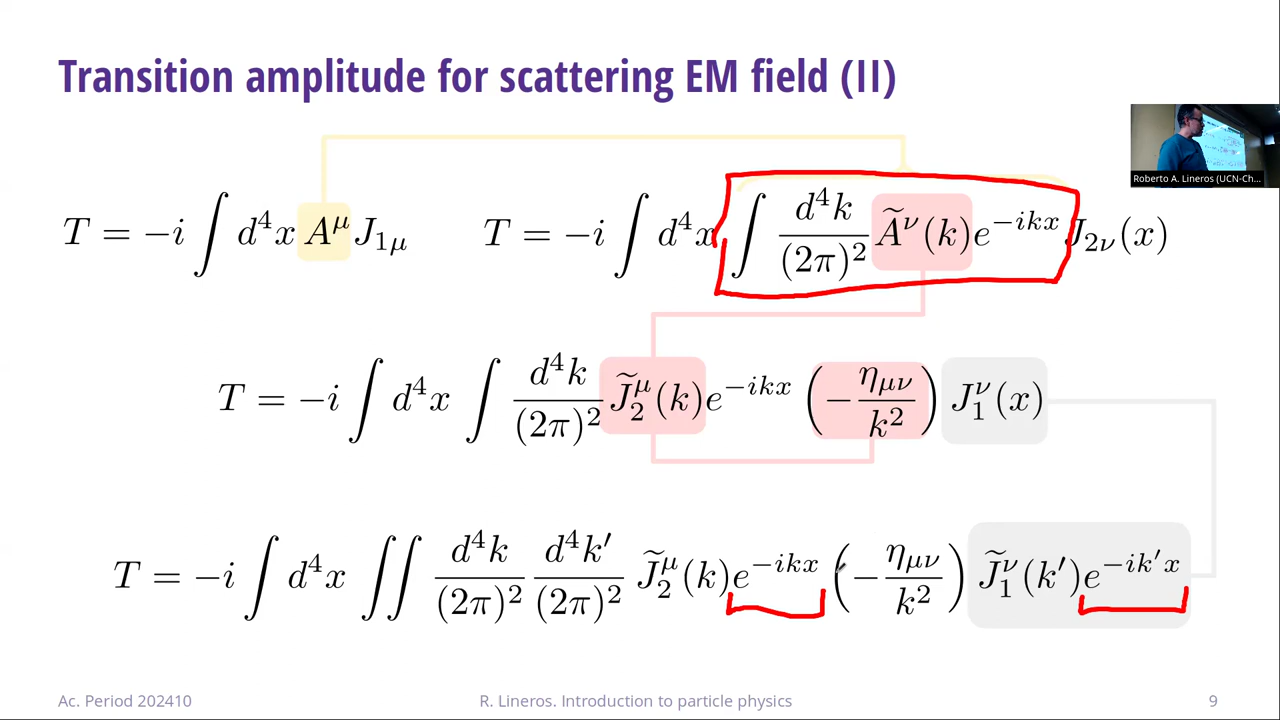 Transition amplitude for scattering EM field (II)
Roberto A. Lineros (UCN-Ch...
T = −i ∫ d⁴x A^μ J_{1μ}
T = −i ∫ d⁴x ∫ d⁴k/(2π)² Ã^ν(k) e^{−ikx} J_{2ν}(x)
T = −i ∫ d⁴x ∫ d⁴k/(2π)² J̃₂^μ(k) e^{−ikx} (−η_{μν}/k²) J₁^ν(x)
T = −i ∫ d⁴x ∬ d⁴k/(2π)² d⁴k′/(2π)² J̃₂^μ(k) e^{−ikx} (−η_{μν}/k²) J̃₁^ν(k′) e^{−ik′x}
Ac. Period 202410
R. Lineros. Introduction to particle physics
9